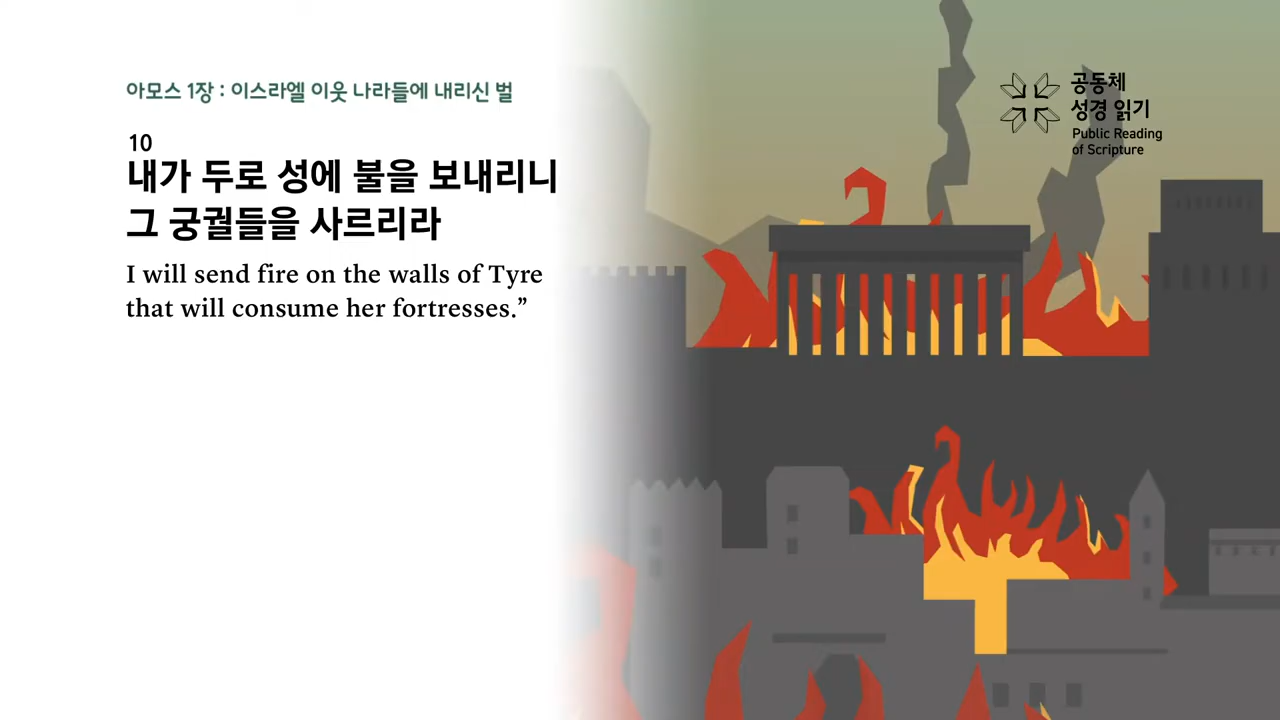 아모스 1장 : 이스라엘 이웃 나라들에 내리신 벌
10
내가 두로 성에 불을 보내리니
그 궁궐들을 사르리라
I will send fire on the walls of Tyre
that will consume her fortresses.”
공동체
성경 읽기
Public Reading
of Scripture